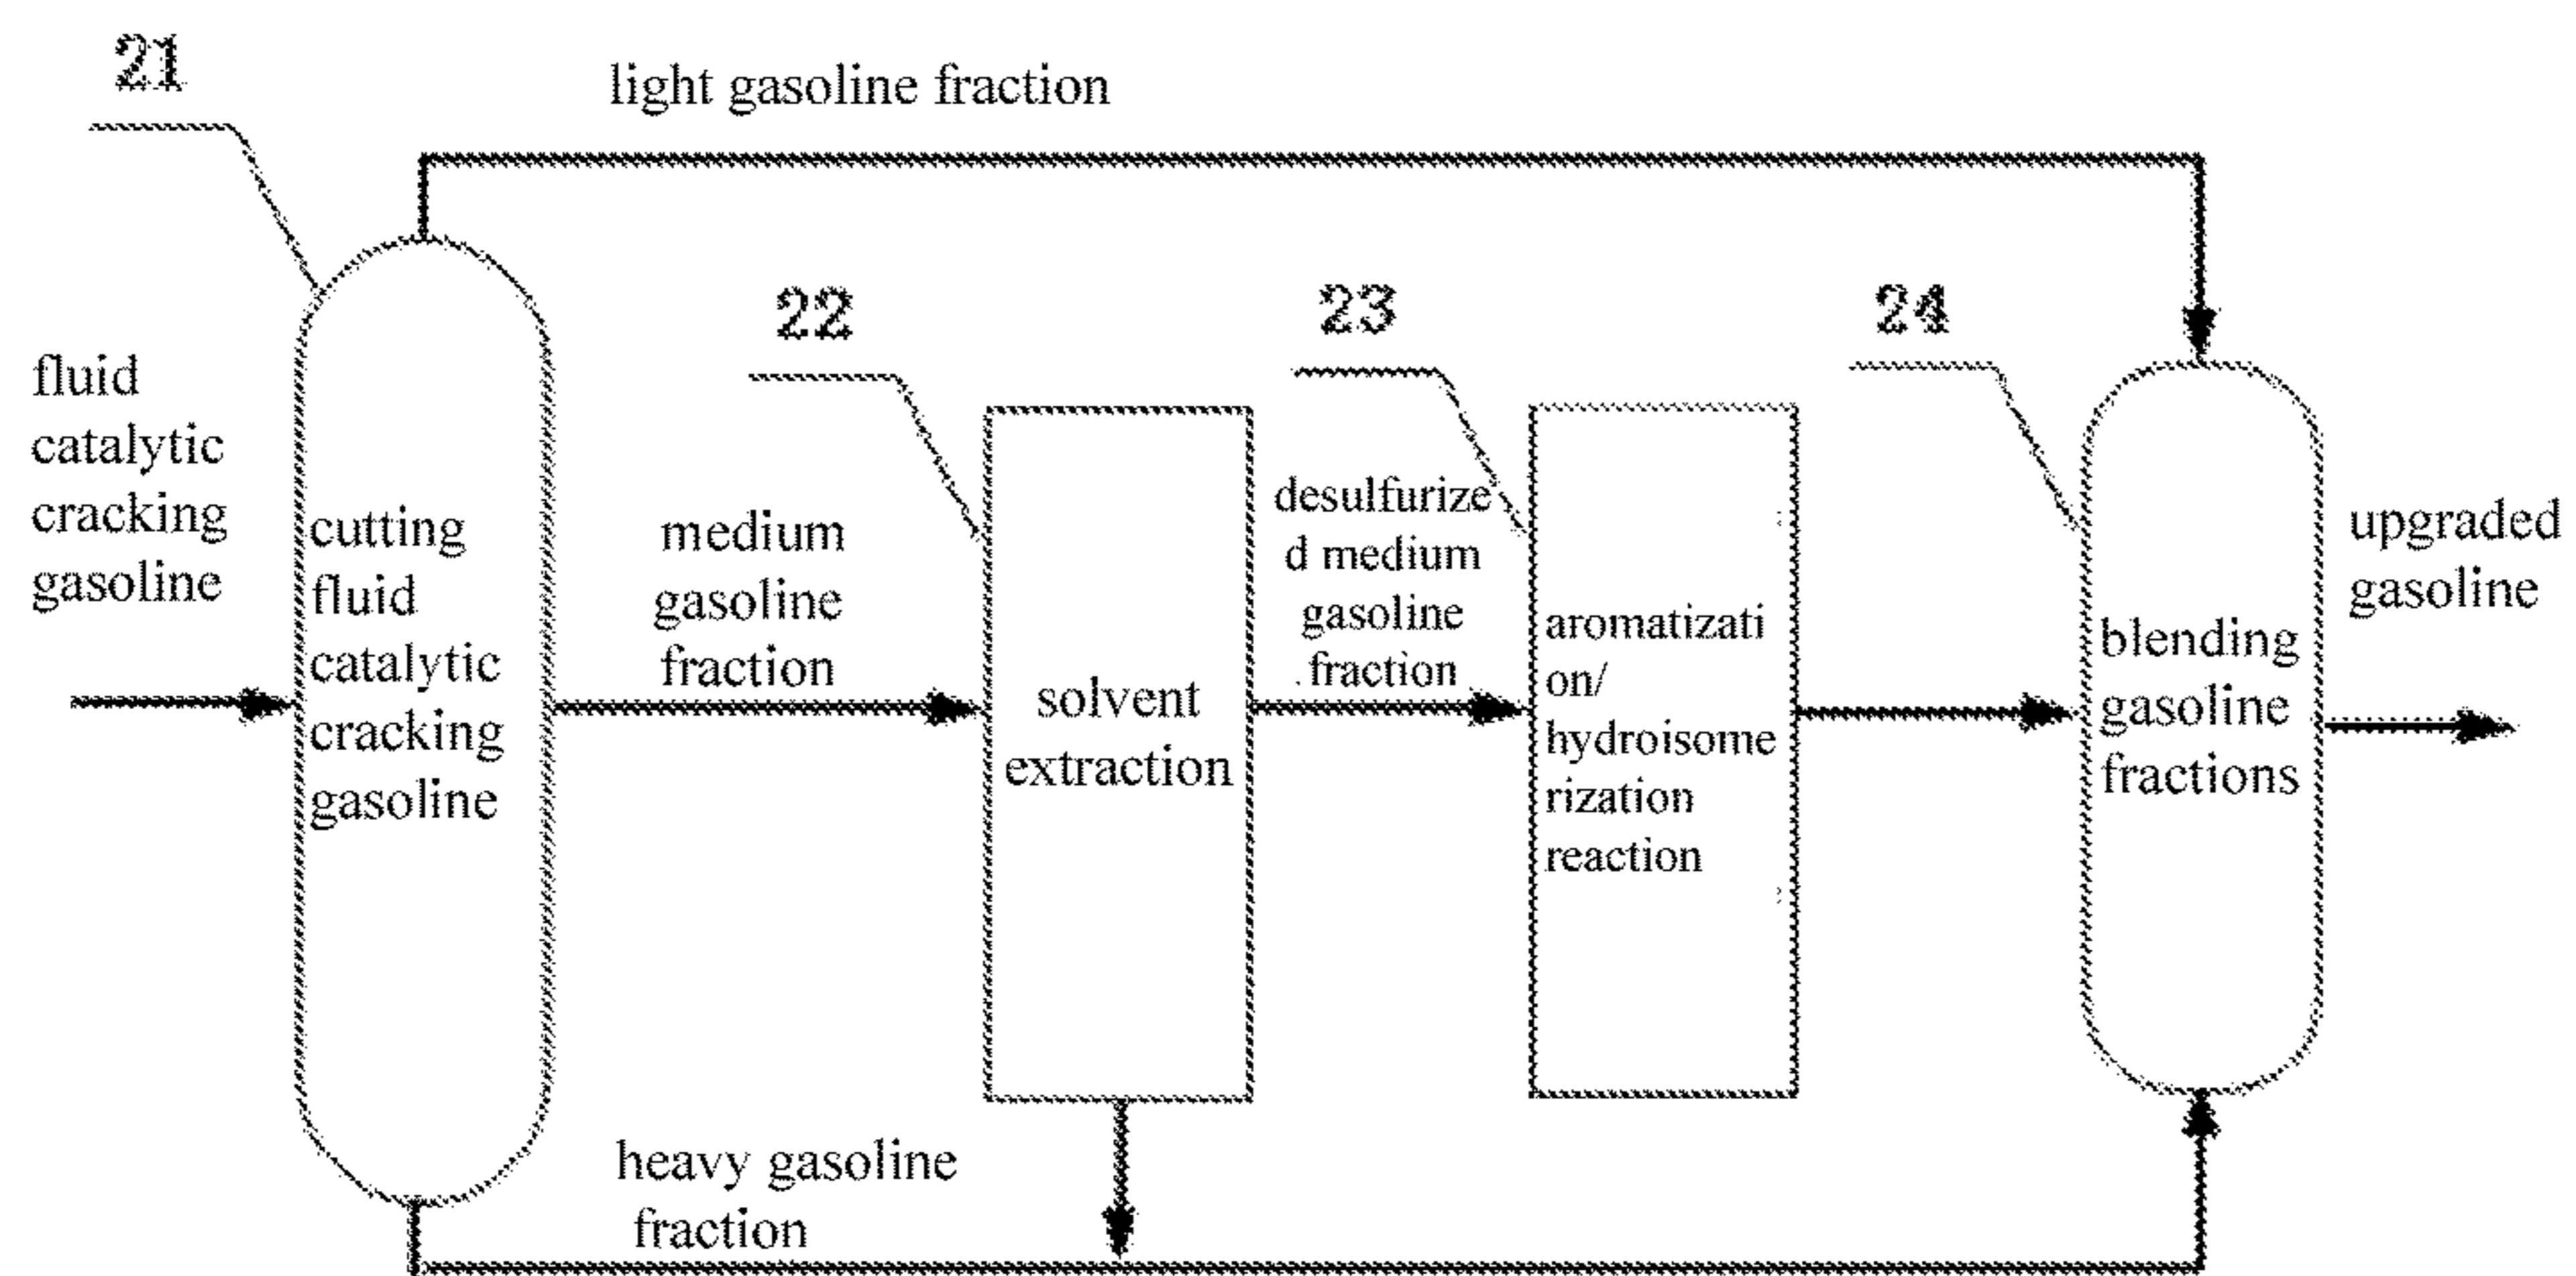 21
light gasoline fraction
22
23
24
fluid
catalytic
cracking
gasoline
cutting
fluid
catalytic
cracking
gasoline
medium
gasoline
fraction
solvent
extraction
desulfurize
d medium
gasoline
fraction
aromatizati
on/
hydroisome
rization
reaction
blending
gasoline
fractions
upgraded
gasoline
heavy gasoline
fraction